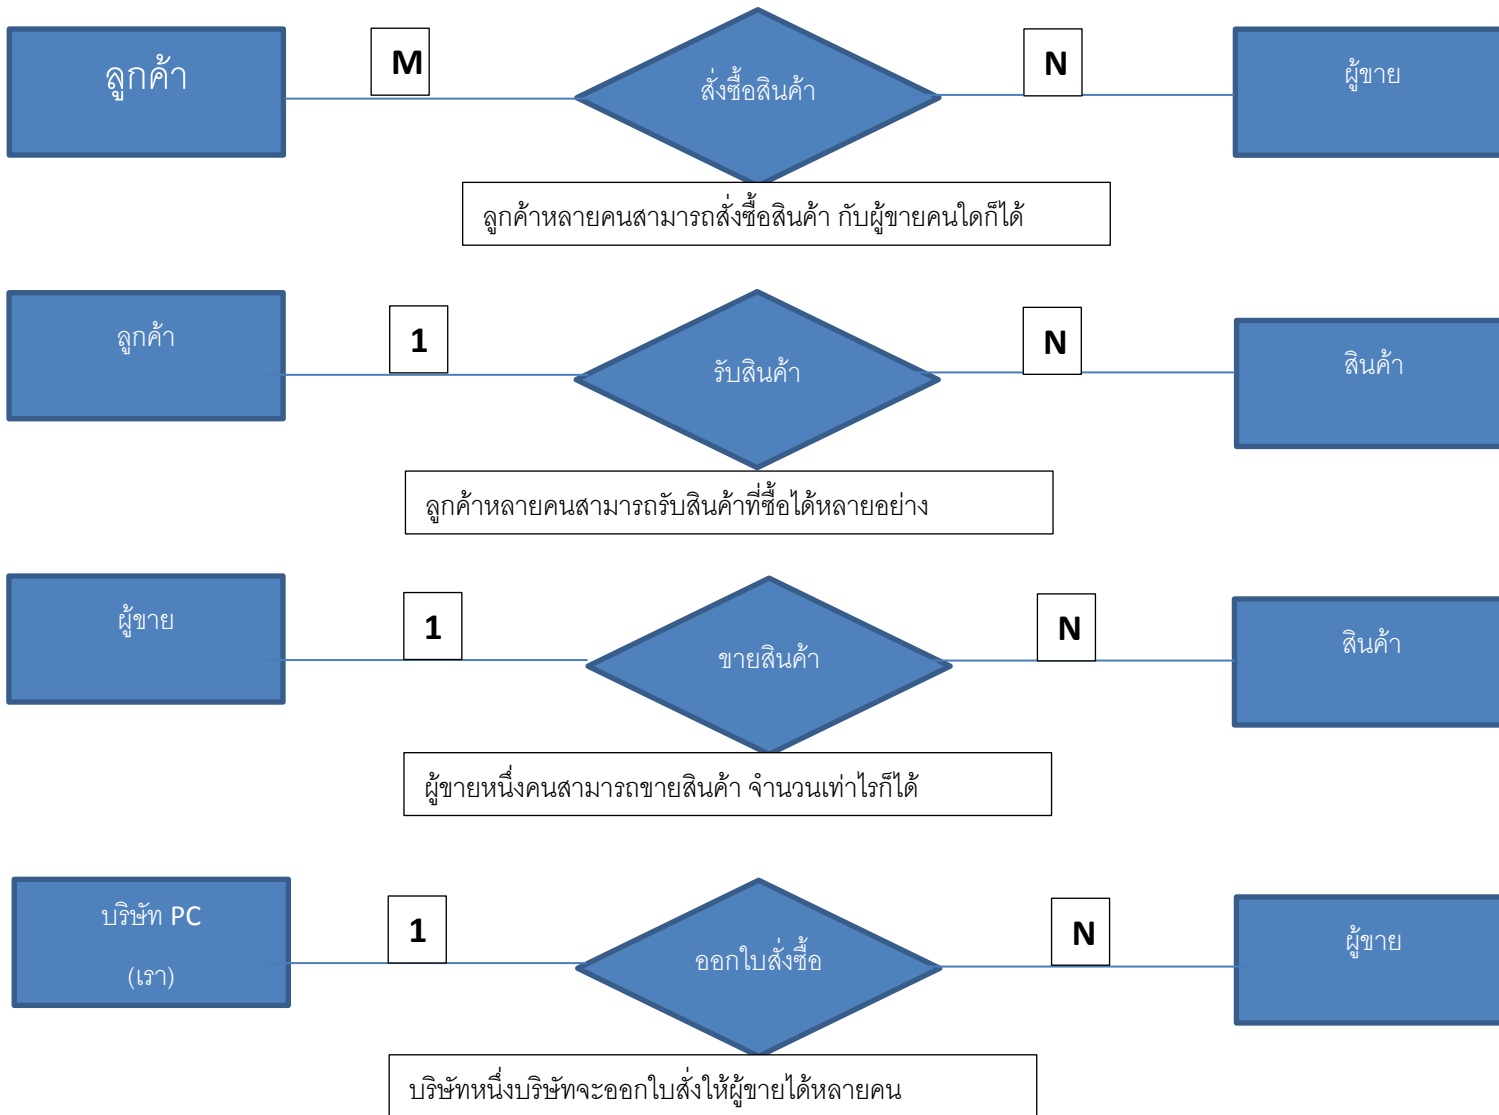 ลูกค้า
M
สั่งซื้อสินค้า
N
ผู้ขาย
ลูกค้าหลายคนสามารถสั่งซื้อสินค้า กับผู้ขายคนใดก็ได้
ลูกค้า
1
รับสินค้า
N
สินค้า
ลูกค้าหลายคนสามารถรับสินค้าที่ซื้อได้หลายอย่าง
ผู้ขาย
1
ขายสินค้า
N
สินค้า
ผู้ขายหนึ่งคนสามารถขายสินค้า จำนวนเท่าไรก็ได้
บริษัท PC
(เรา)
1
ออกใบสั่งซื้อ
N
ผู้ขาย
บริษัทหนึ่งบริษัทจะออกใบสั่งให้ผู้ขายได้หลายคน